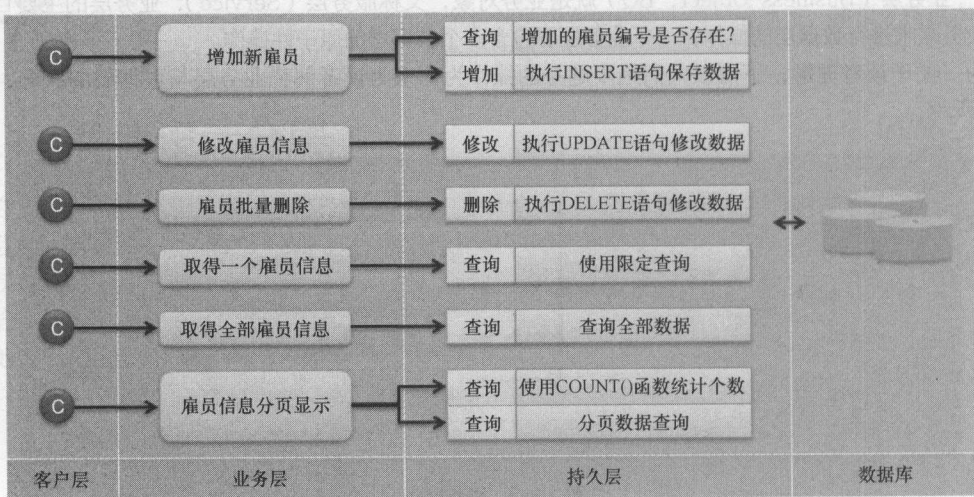 C 增加新雇员 查询 增加的雇员编号是否存在?
增加 执行INSERT语句保存数据
C 修改雇员信息 修改 执行UPDATE语句修改数据
C 雇员批量删除 删除 执行DELETE语句修改数据
C 取得一个雇员信息 查询 使用限定查询
C 取得全部雇员信息 查询 查询全部数据
C 雇员信息分页显示 查询 使用COUNT()函数统计个数
查询 分页数据查询
客户层 业务层 持久层 数据库